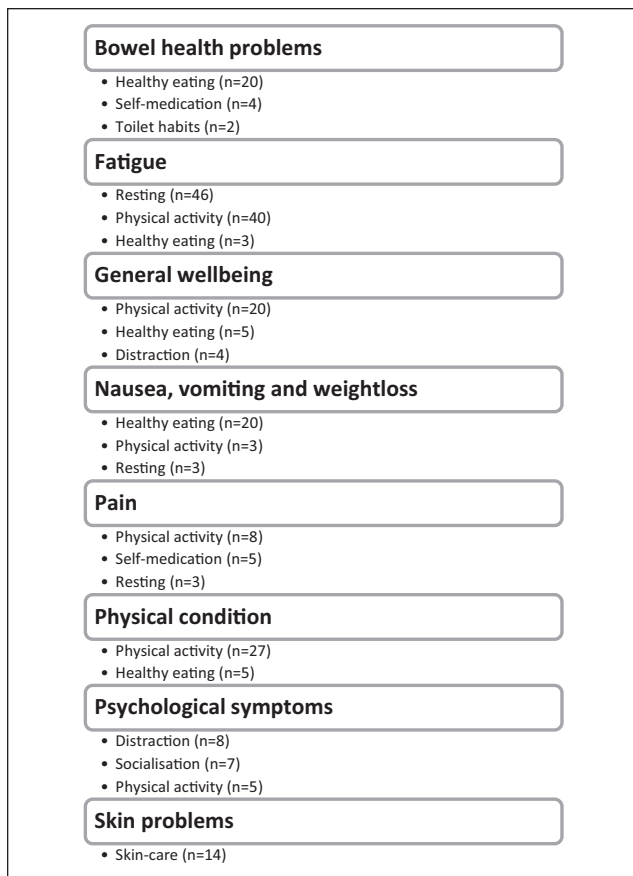 Bowel health problems
• Healthy eating (n=20)
• Self-medication (n=4)
• Toilet habits (n=2)
Fatigue
• Resting (n=46)
• Physical activity (n=40)
• Healthy eating (n=3)
General wellbeing
• Physical activity (n=20)
• Healthy eating (n=5)
• Distraction (n=4)
Nausea, vomiting and weightloss
• Healthy eating (n=20)
• Physical activity (n=3)
• Resting (n=3)
Pain
• Physical activity (n=8)
• Self-medication (n=5)
• Resting (n=3)
Physical condition
• Physical activity (n=27)
• Healthy eating (n=5)
Psychological symptoms
• Distraction (n=8)
• Socialisation (n=7)
• Physical activity (n=5)
Skin problems
• Skin-care (n=14)